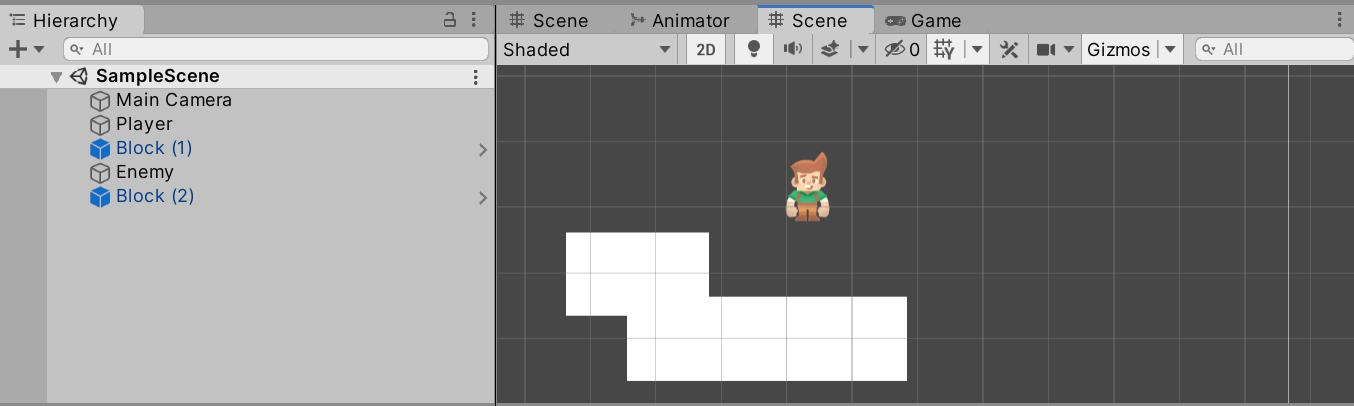 Hierarchy
All
SampleScene
Main Camera
Player
Block (1)
Enemy
Block (2)
Scene Animator Scene Game
Shaded 2D 0 Gizmos All